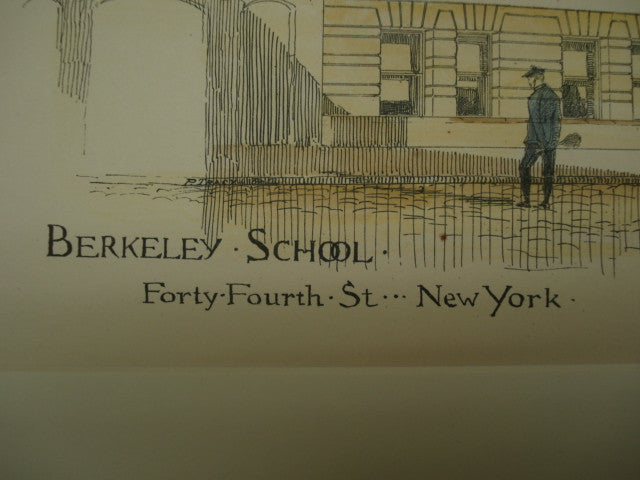 BERKELEY · SCHOOL ·
Forty-Fourth · St··· New York ·